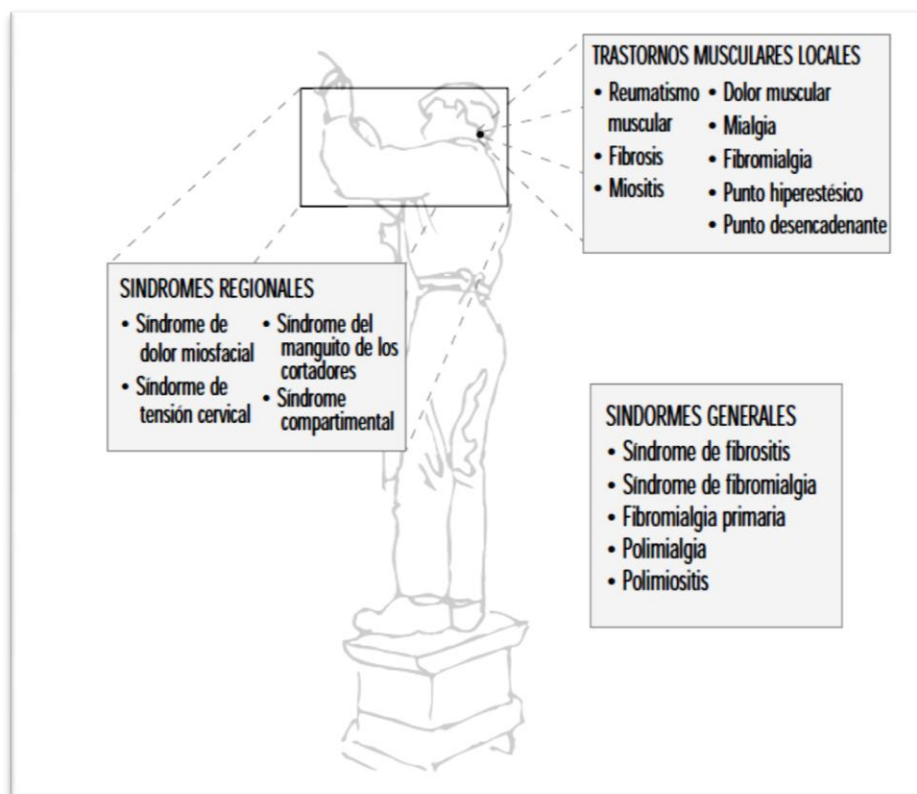 TRASTORNOS MUSCULARES LOCALES
• Reumatismo
muscular
• Fibrosis
• Miositis
• Dolor muscular
• Mialgia
• Fibromialgia
• Punto hiperestésico
• Punto desencadenante
SINDROMES REGIONALES
• Síndrome de
dolor miosfacial
• Síndorme de
tensión cervical
• Síndrome del
manguito de los
cortadores
• Síndrome
compartimental
SINDORMES GENERALES
• Síndrome de fibrositis
• Síndrome de fibromialgia
• Fibromialgia primaria
• Polimialgia
• Polimiositis